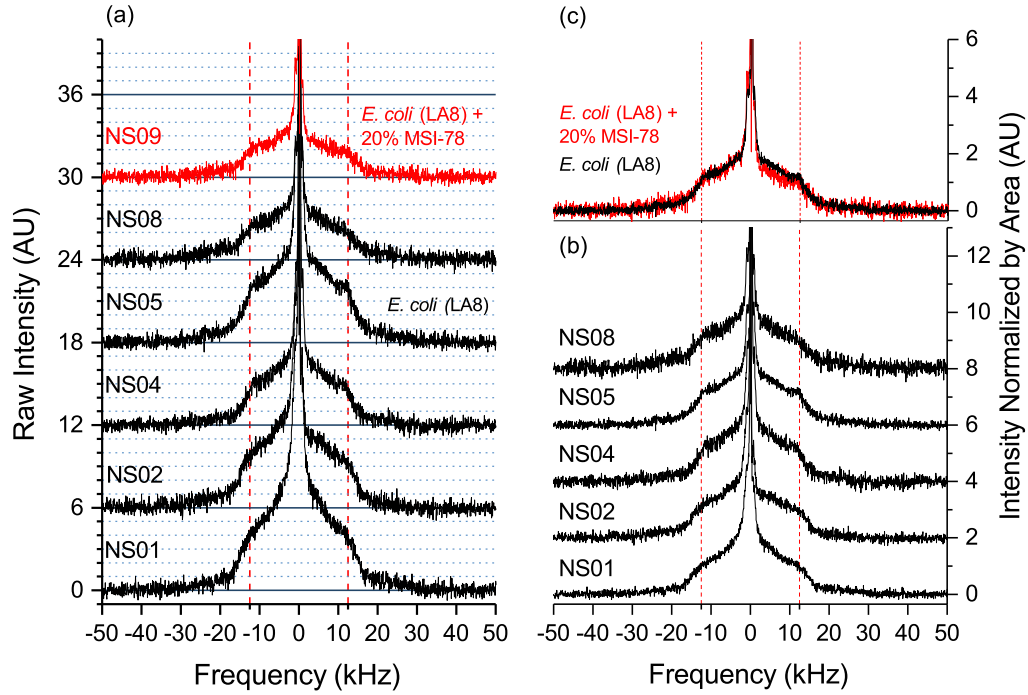 (a)
Raw Intensity (AU)
36
30
24
18
12
6
0
NS09
NS08
NS05
NS04
NS02
NS01
E. coli (LA8) +
20% MSI-78
E. coli (LA8)
-50 -40 -30 -20 -10 0 10 20 30 40 50
Frequency (kHz)
(c)
E. coli (LA8) +
20% MSI-78
E. coli (LA8)
6
4
2
0
(b)
NS08
NS05
NS04
NS02
NS01
12
10
8
6
4
2
0
Intensity Normalized by Area (AU)
-50 -40 -30 -20 -10 0 10 20 30 40 50
Frequency (kHz)